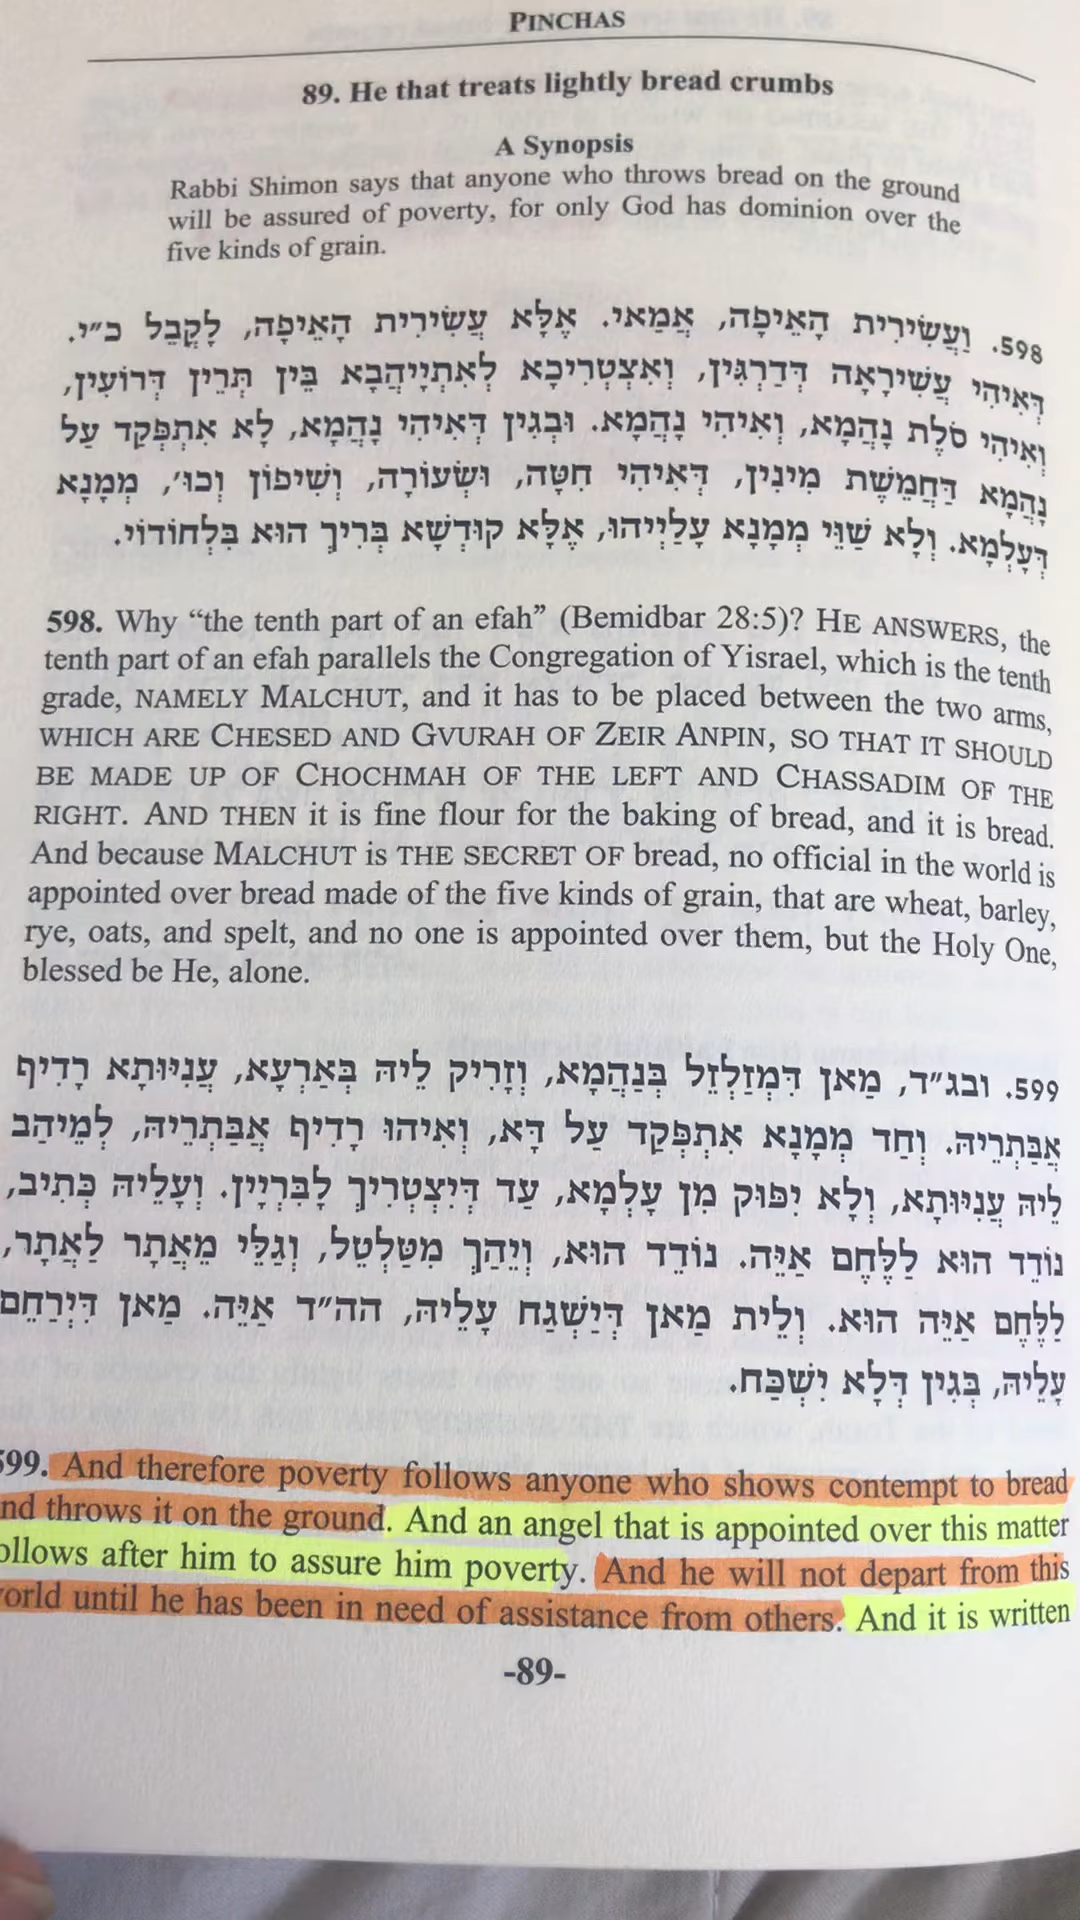 PINCHAS
89. He that treats lightly bread crumbs
A Synopsis
Rabbi Shimon says that anyone who throws bread on the ground
will be assured of poverty, for only God has dominion over the
five kinds of grain.
598. וַעֲשִׂירִית הָאֵיפָה, אֲמַאי. אֶלָּא עֲשִׂירִית הָאֵיפָה, לָקֳבֵל כ״י.
דְּאִיהִי עֲשִׂירָאָה דְּדַרְגִּין, וְאִצְטְרִיכָא לְאִתְיַיהֲבָא בֵּין תְּרֵין דְּרוֹעִין,
וְאִיהִי סֹלֶת נָהֲמָא, וְאִיהִי נָהֲמָא. וּבְגִין דְּאִיהִי נָהֲמָא, לָא אִתְפְּקַד עַל
נָהֲמָא דַּחֲמֵשֶׁת מִינִין, דְּאִיהִי חִטָּה, וּשְׂעוֹרָה, וְשִׁיפוֹן וְכוּ', מְמָנָא
דְּעָלְמָא. וְלָא שַׁוֵּי מְמָנָא עָלַיְיהוּ, אֶלָּא קוּדְשָׁא בְּרִיךְ הוּא בִּלְחוֹדוֹי.
598. Why “the tenth part of an efah” (Bemidbar 28:5)? HE ANSWERS, the
tenth part of an efah parallels the Congregation of Yisrael, which is the tenth
grade, NAMELY MALCHUT, and it has to be placed between the two arms,
WHICH ARE CHESED AND GVURAH OF ZEIR ANPIN, SO THAT IT SHOULD
BE MADE UP OF CHOCHMAH OF THE LEFT AND CHASSADIM OF THE
RIGHT. AND THEN it is fine flour for the baking of bread, and it is bread.
And because MALCHUT is THE SECRET OF bread, no official in the world is
appointed over bread made of the five kinds of grain, that are wheat, barley,
rye, oats, and spelt, and no one is appointed over them, but the Holy One,
blessed be He, alone.
599. ובג״ד, מַאן דִּמְזַלְזֵל בְּנַהֲמָא, וְזָרִיק לֵיהּ בְּאַרְעָא, עֲנִיּוּתָא רָדִיף
אֲבַּתְרֵיהּ. וְחַד מְמָנָא אִתְפְּקַד עַל דָּא, וְאִיהוּ רָדִיף אֲבַּתְרֵיהּ, לְמֵיהַב
לֵיהּ עֲנִיּוּתָא, וְלָא יִפּוּק מִן עָלְמָא, עַד דְּיִצְטְרִיךְ לִבְרְיָין. וְעָלֵיהּ כְּתִיב,
נוֹדֵד הוּא לַלֶּחֶם אַיֵּה. נוֹדֵד הוּא, וְיֵהַךְ מִטַּלְטֵל, וְגַלֵּי מֵאֲתָר לַאֲתָר,
לַלֶּחֶם אַיֵּה הוּא. וְלֵית מַאן דְּיַשְׁגַּח עָלֵיהּ, הה״ד אַיֵּה. מַאן דִּירַחֵם
עָלֵיהּ, בְּגִין דְּלָא יִשְׁכַּח.
599. And therefore poverty follows anyone who shows contempt to bread
nd throws it on the ground. And an angel that is appointed over this matter
ollows after him to assure him poverty. And he will not depart from this
orld until he has been in need of assistance from others. And it is written
-89-